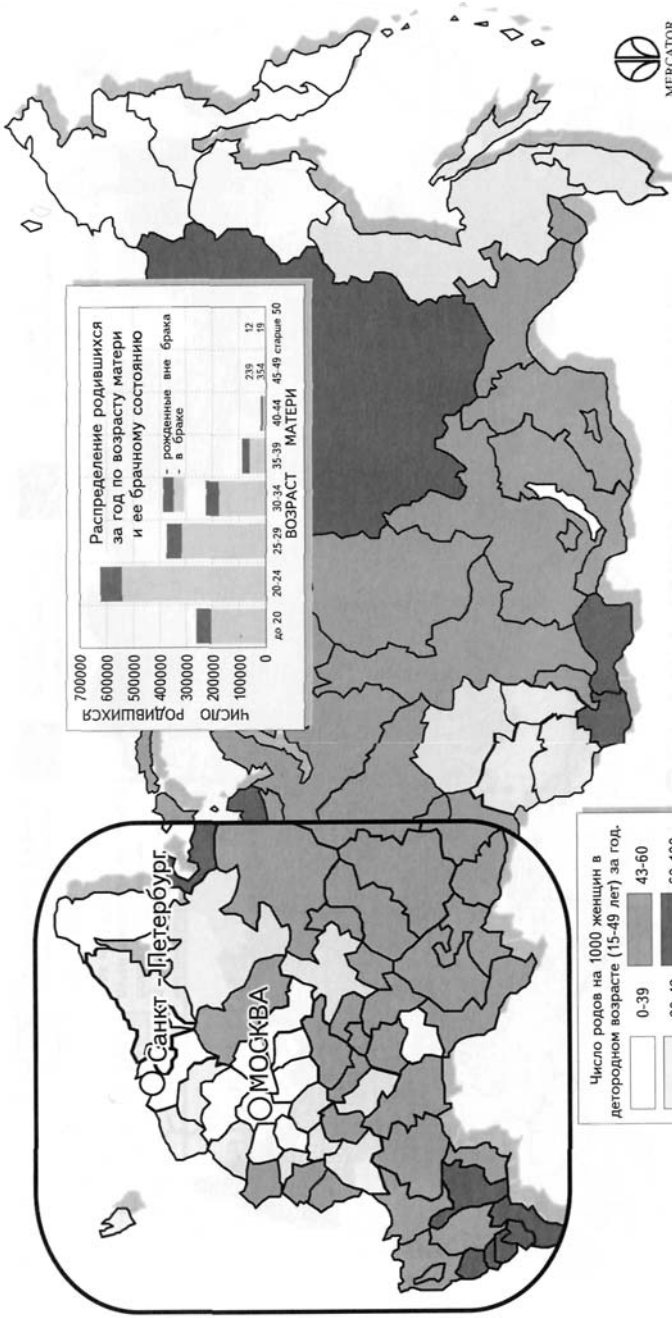 Санкт - Петербург
МОСКВА
Распределение родившихся
за год по возрасту матери
и ее брачному состоянию
- рожденные вне брака
- в браке
ЧИСЛО РОДИВШИХСЯ
700000
600000
500000
400000
300000
200000
100000
0
239 12
354 19
до 20 20-24 25-29 30-34 35-39 40-44 45-49 старше 50
ВОЗРАСТ МАТЕРИ
Число родов на 1000 женщин в
детородном возрасте (15-49 лет) за год.
0-39 43-60
MERCATOR